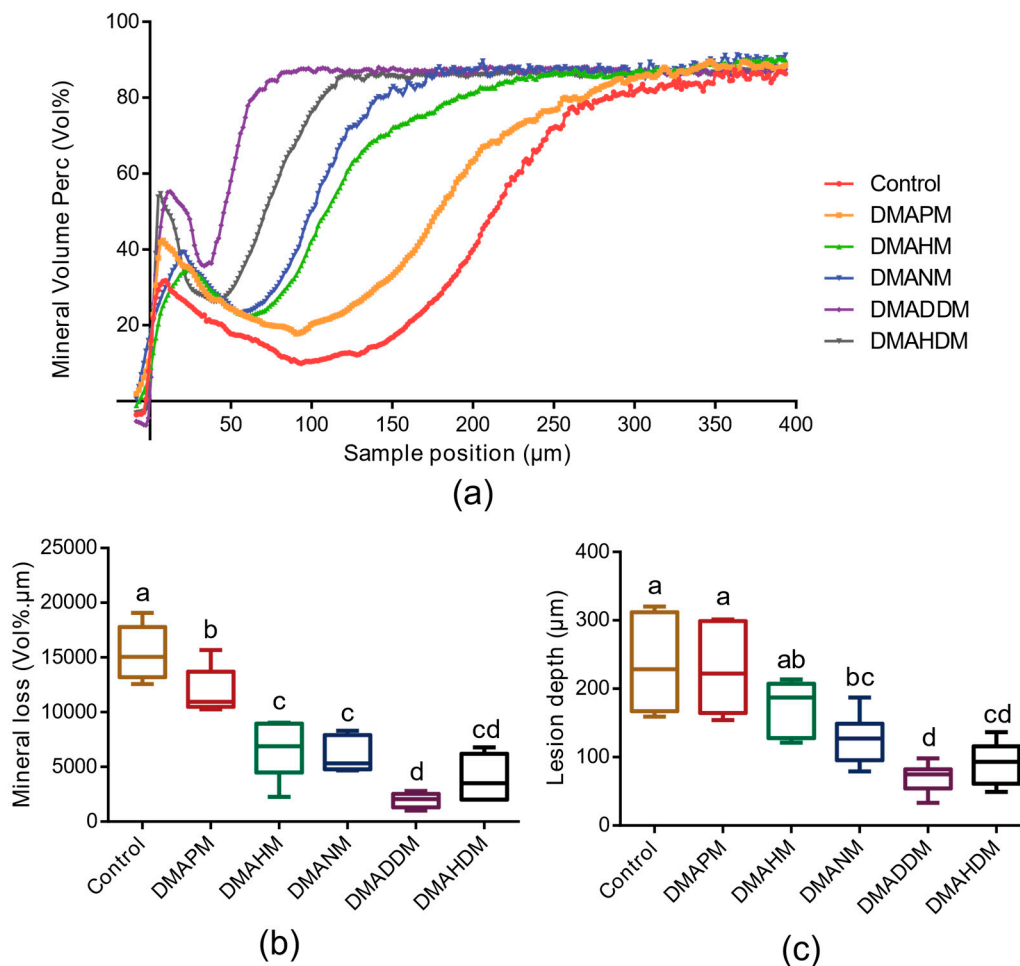 100
80
60
40
20
Mineral Volume Perc (Vol%)
50
100
150
200
250
300
350
400
Sample position (µm)
Control
DMAPM
DMAHM
DMANM
DMADDM
DMAHDM
(a)
25000
20000
15000
10000
5000
0
Mineral loss (Vol%.µm)
a
b
c
c
d
cd
Control
DMAPM
DMAHM
DMANM
DMADDM
DMAHDM
(b)
400
300
200
100
0
Lesion depth (µm)
a
a
ab
bc
d
cd
Control
DMAPM
DMAHM
DMANM
DMADDM
DMAHDM
(c)